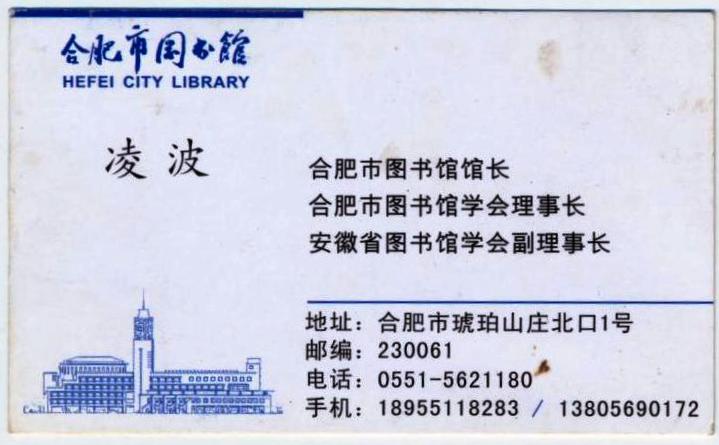 合肥市图书馆
HEFEI CITY LIBRARY
凌波
合肥市图书馆馆长
合肥市图书馆学会理事长
安徽省图书馆学会副理事长
地址：合肥市琥珀山庄北口1号
邮编：230061
电话：0551-5621180
手机：18955118283 / 13805690172